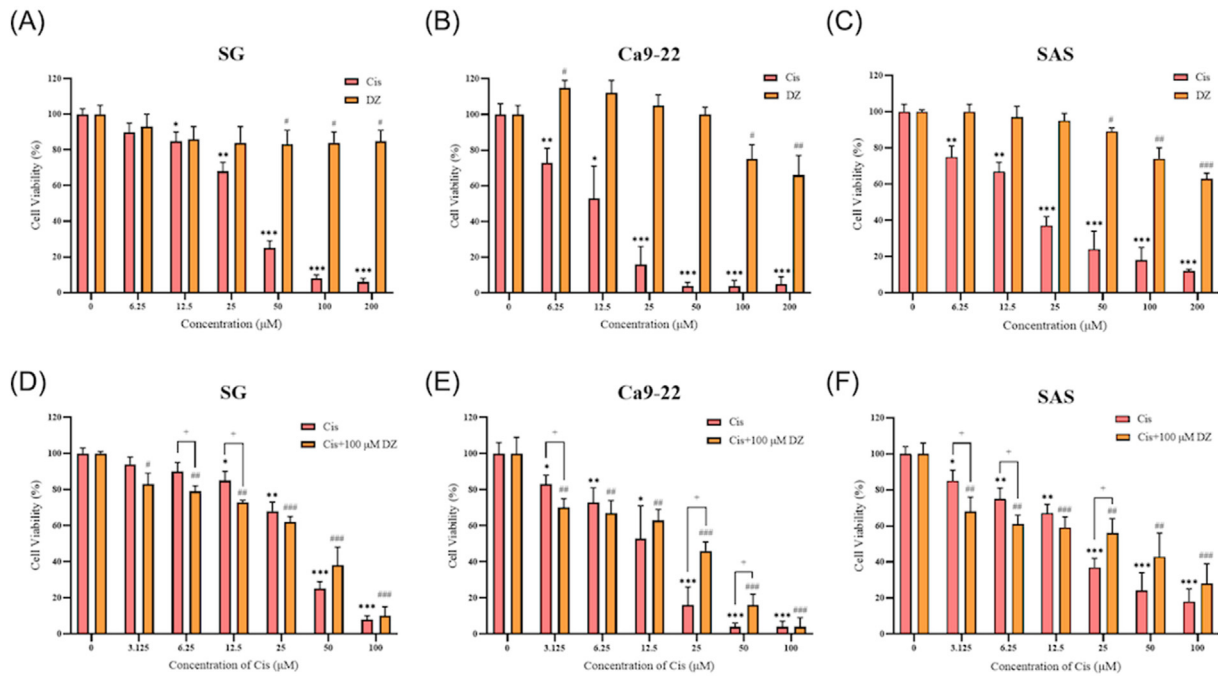 (A)
SG
Cis
DZ
Cell Viability (%)
120
100
80
60
40
20
0
*
**
***
***
***
#
#
#
0 6.25 12.5 25 50 100 200
Concentration (μM)
(B)
Ca9-22
Cis
DZ
Cell Viability (%)
120
100
80
60
40
20
0
**
#
*
***
***
***
#
***
##
0 6.25 12.5 25 50 100 200
Concentration (μM)
(C)
SAS
Cis
DZ
Cell Viability (%)
120
100
80
60
40
20
0
**
**
***
***
#
***
##
***
###
0 6.25 12.5 25 50 100 200
Concentration (μM)
(D)
SG
Cis
Cis+100 μM DZ
Cell Viability (%)
120
100
80
60
40
20
0
#
+
##
+
*
##
**
###
***
***
###
0 3.125 6.25 12.5 25 50 100
Concentration of Cis (μM)
(E)
Ca9-22
Cis
Cis+100 μM DZ
Cell Viability (%)
120
100
80
60
40
20
0
+
*
##
**
##
*
##
+
***
###
+
***
###
***
###
0 3.125 6.25 12.5 25 50 100
Concentration of Cis (μM)
(F)
SAS
Cis
Cis+100 μM DZ
Cell Viability (%)
120
100
80
60
40
20
0
+
*
##
+
**
##
**
###
+
***
##
***
##
***
###
0 3.125 6.25 12.5 25 50 100
Concentration of Cis (μM)